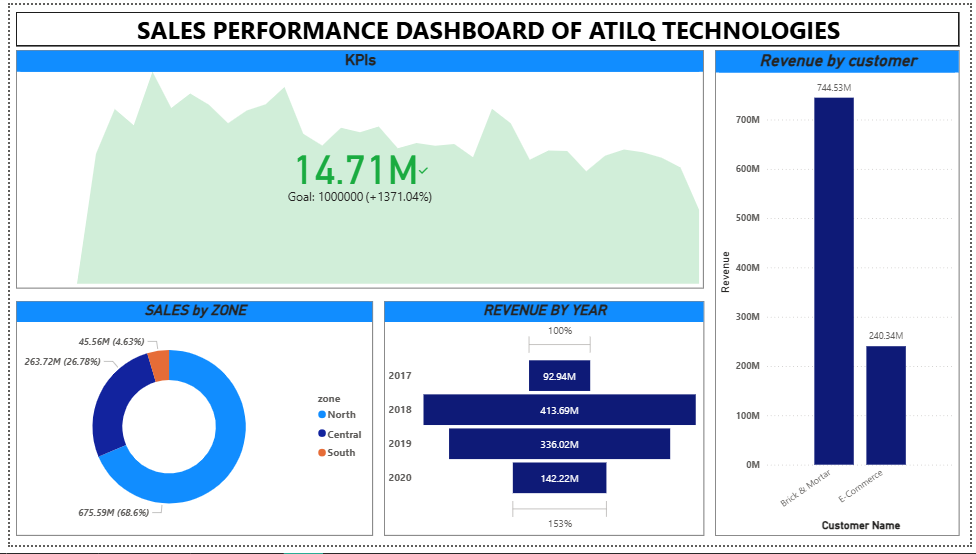 SALES PERFORMANCE DASHBOARD OF ATILQ TECHNOLOGIES
KPIs
14.71M✓
Goal: 1000000 (+1371.04%)
Revenue by customer
744.53M
700M
600M
500M
400M
300M
200M
100M
0M
Revenue
240.34M
Brick & Mortar
E-Commerce
Customer Name
SALES by ZONE
45.56M (4.63%)
263.72M (26.78%)
675.59M (68.6%)
zone
North
Central
South
REVENUE BY YEAR
100%
2017
92.94M
2018
413.69M
2019
336.02M
2020
142.22M
153%